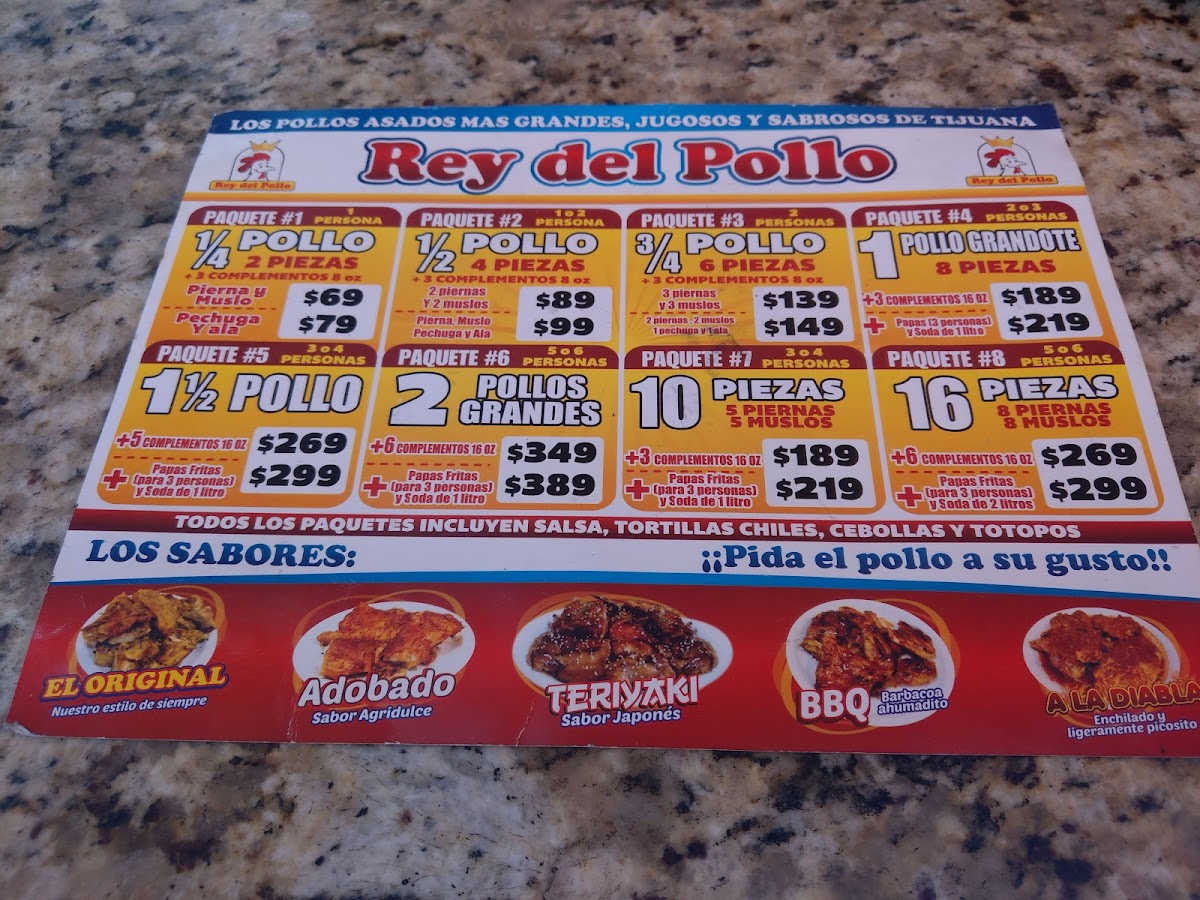 LOS POLLOS ASADOS MAS GRANDES, JUGOSOS Y SABROSOS DE TIJUANA
Rey del Pollo
Rey del Pollo
Rey del Pollo
PAQUETE #1 1 PERSONA
1/4 POLLO
2 PIEZAS
+ 3 COMPLEMENTOS 8 oz
Pierna y Muslo $69
Pechuga Y ala $79
PAQUETE #2 1 o 2 PERSONA
1/2 POLLO
4 PIEZAS
+ 3 COMPLEMENTOS 8 oz
2 piernas Y 2 muslos $89
Pierna, Muslo Pechuga y Ala $99
PAQUETE #3 2 PERSONAS
3/4 POLLO
6 PIEZAS
+ 3 COMPLEMENTOS 8 oz
3 piernas y 3 muslos $139
2 piernas - 2 muslos 1 pechuga y 1 ala $149
PAQUETE #4 2 o 3 PERSONAS
1 POLLO GRANDOTE
8 PIEZAS
+3 COMPLEMENTOS 16 OZ $189
+ Papas (3 personas) y Soda de 1 litro $219
PAQUETE #5 3 o 4 PERSONAS
1 1/2 POLLO
+5 COMPLEMENTOS 16 OZ $269
+ Papas Fritas (para 3 personas) y Soda de 1 litro $299
PAQUETE #6 5 o 6 PERSONAS
2 POLLOS GRANDES
+6 COMPLEMENTOS 16 OZ $349
+ Papas Fritas (para 3 personas) y Soda de 1 litro $389
PAQUETE #7 3 o 4 PERSONAS
10 PIEZAS
5 PIERNAS
5 MUSLOS
+3 COMPLEMENTOS 16 OZ $189
+ Papas Fritas (para 3 personas) y Soda de 1 litro $219
PAQUETE #8 5 o 6 PERSONAS
16 PIEZAS
8 PIERNAS
8 MUSLOS
+6 COMPLEMENTOS 16 OZ $269
+ Papas Fritas (para 3 personas) y Soda de 2 litros $299
TODOS LOS PAQUETES INCLUYEN SALSA, TORTILLAS CHILES, CEBOLLAS Y TOTOPOS
LOS SABORES:
¡¡Pida el pollo a su gusto!!
EL ORIGINAL
Nuestro estilo de siempre
Adobado
Sabor Agridulce
TERIYAKI
Sabor Japonés
BBQ Barbacoa ahumadito
A LA DIABLA
Enchilado y
ligeramente picosito